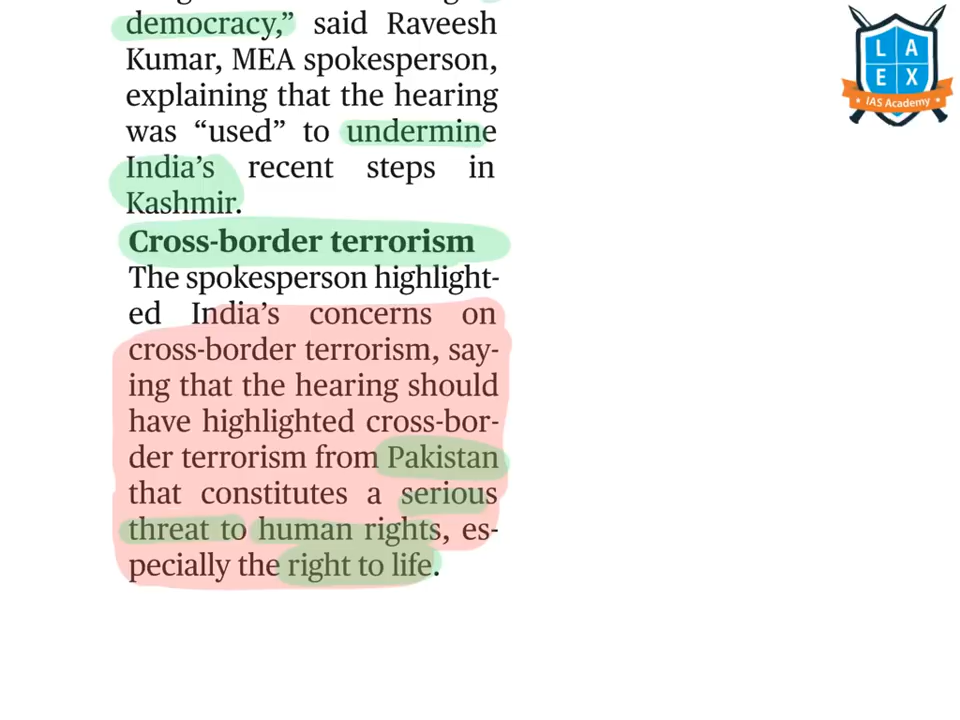 democracy,” said Raveesh
Kumar, MEA spokesperson,
explaining that the hearing
was “used” to undermine
India’s recent steps in
Kashmir.
Cross-border terrorism
The spokesperson highlight-
ed India’s concerns on
cross-border terrorism, say-
ing that the hearing should
have highlighted cross-bor-
der terrorism from Pakistan
that constitutes a serious
threat to human rights, es-
pecially the right to life.
L A
E X
IAS Academy